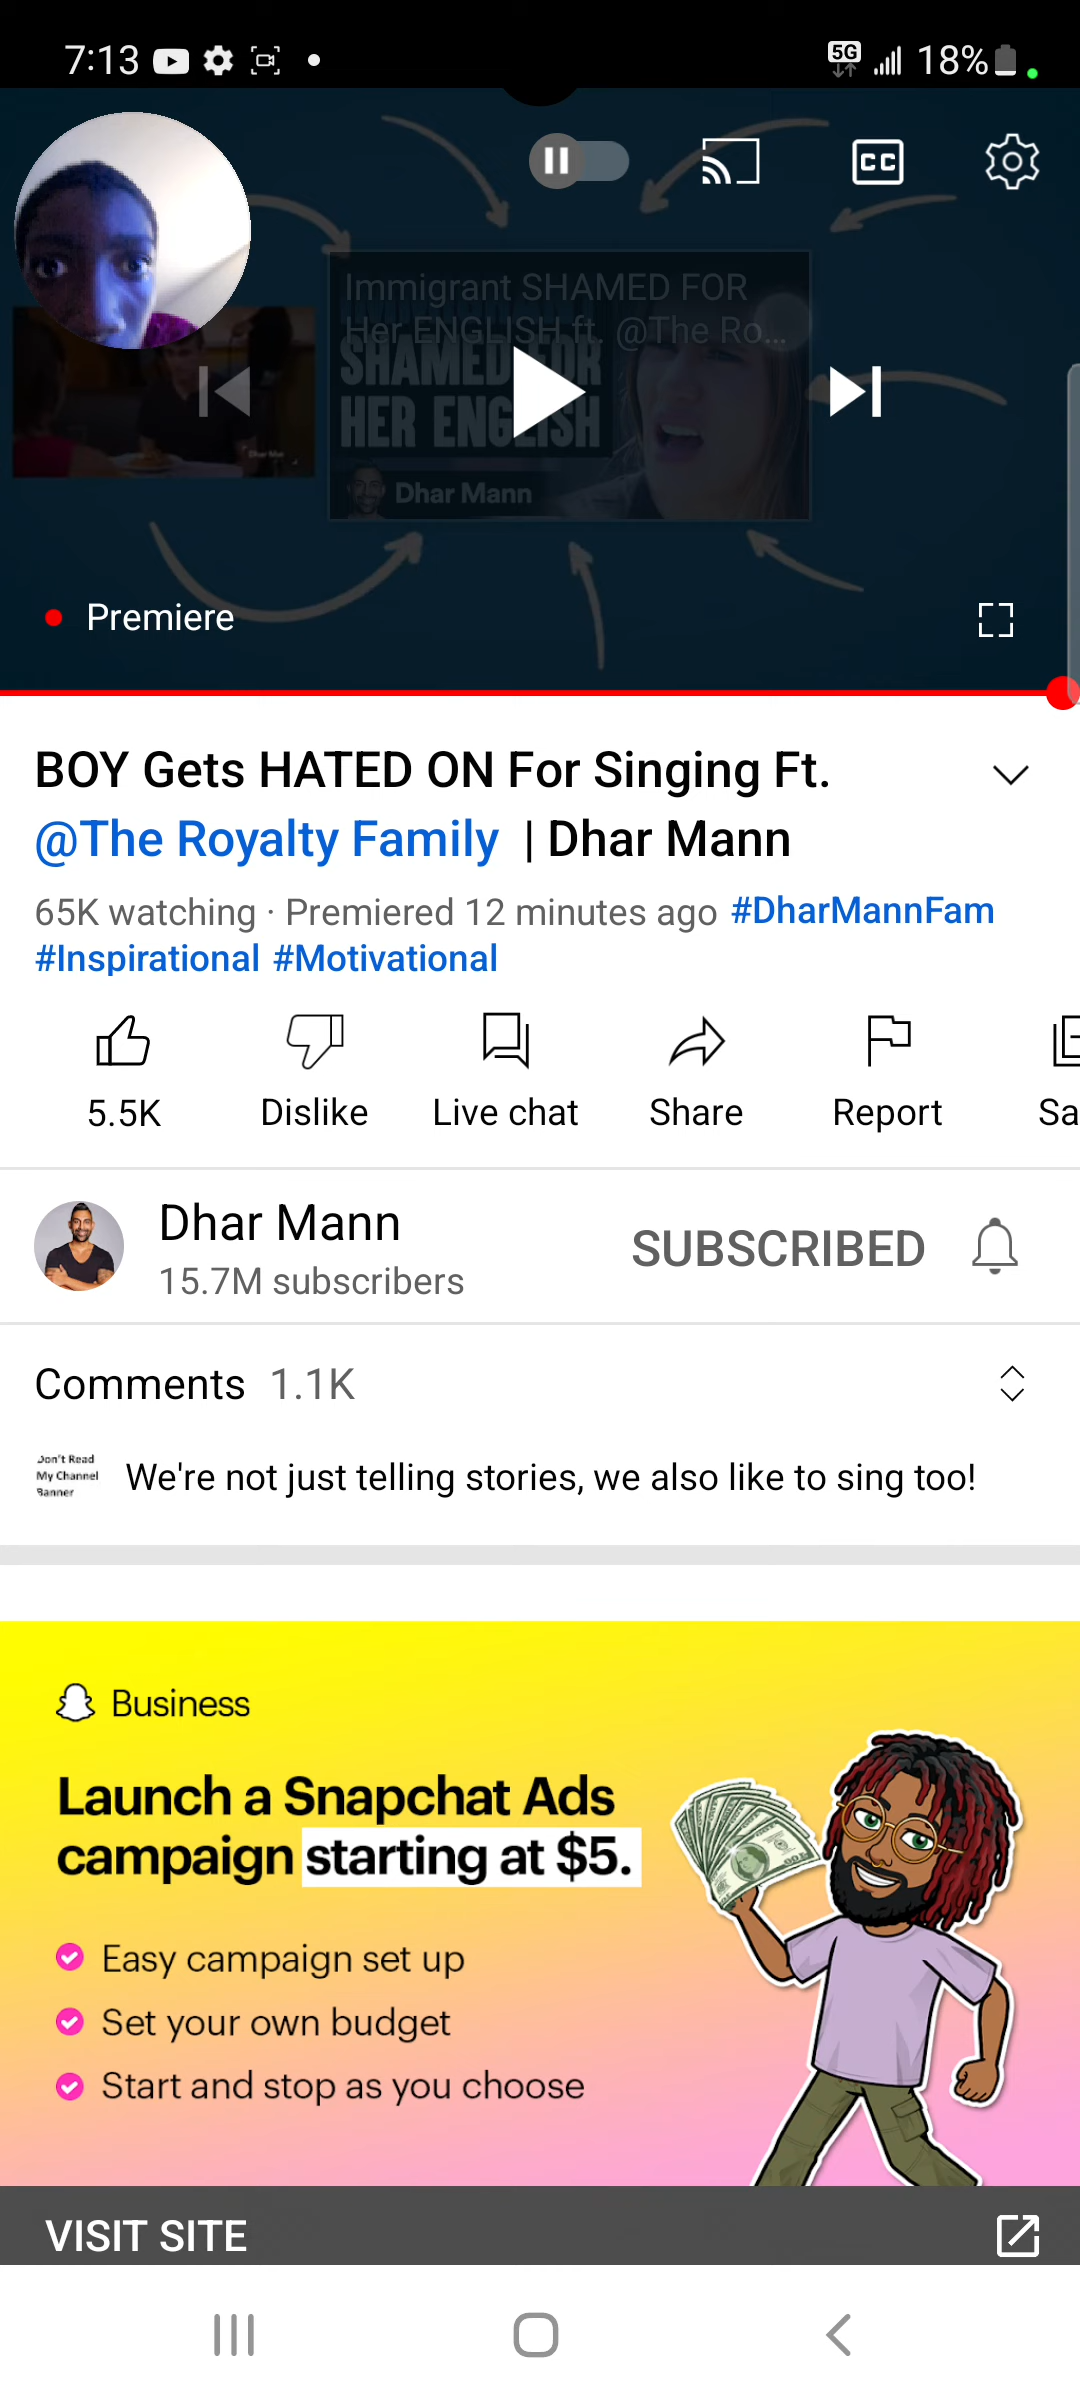 7:13
5G
18%
CC
Immigrant SHAMED FOR
Her ENGLISH ft. @The Ro...
SHAMED FOR
HER ENGLISH
Dhar Mann
Dhar Mann
Premiere
BOY Gets HATED ON For Singing Ft.
@The Royalty Family | Dhar Mann
65K watching · Premiered 12 minutes ago #DharMannFam
#Inspirational #Motivational
5.5K
Dislike
Live chat
Share
Report
Sa
Dhar Mann
15.7M subscribers
SUBSCRIBED
Comments 1.1K
Don't Read
My Channel
Banner
We're not just telling stories, we also like to sing too!
Business
Launch a Snapchat Ads
campaign starting at $5.
Easy campaign set up
Set your own budget
Start and stop as you choose
VISIT SITE